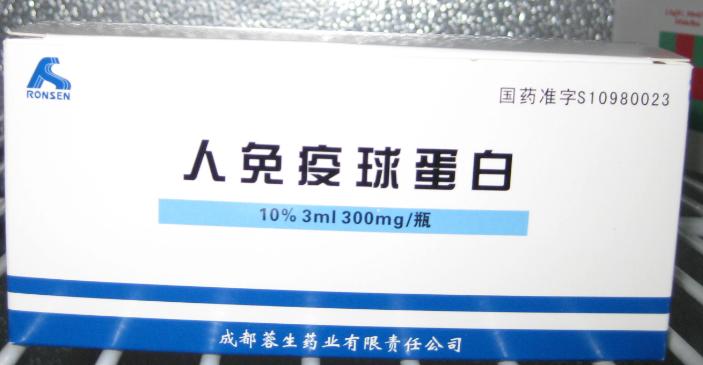 RONSEN
国药准字S10980023
人免疫球蛋白
10% 3ml 300mg/瓶
成都蓉生药业有限责任公司